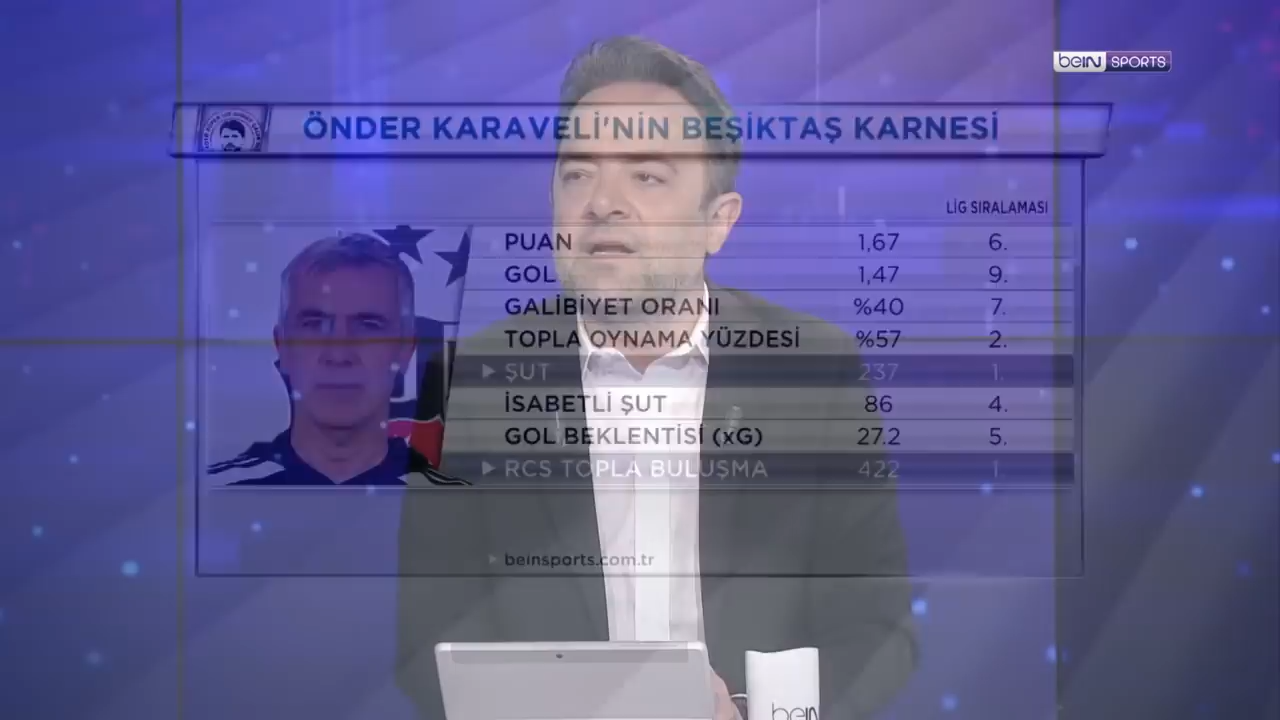 beIN SPORTS
ÖNDER KARAVELİ'NİN BEŞİKTAŞ KARNESİ
LİG SIRALAMASI
PUAN 1,67 6.
GOL 1,47 9.
GALİBİYET ORANI %40 7.
TOPLA OYNAMA YÜZDESİ %57 2.
ŞUT 237 1.
İSABETLİ ŞUT 86 4.
GOL BEKLENTİSİ (xG) 27.2 5.
RCS TOPLA BULUŞMA 422 1.
beinsports.com.tr
beIN